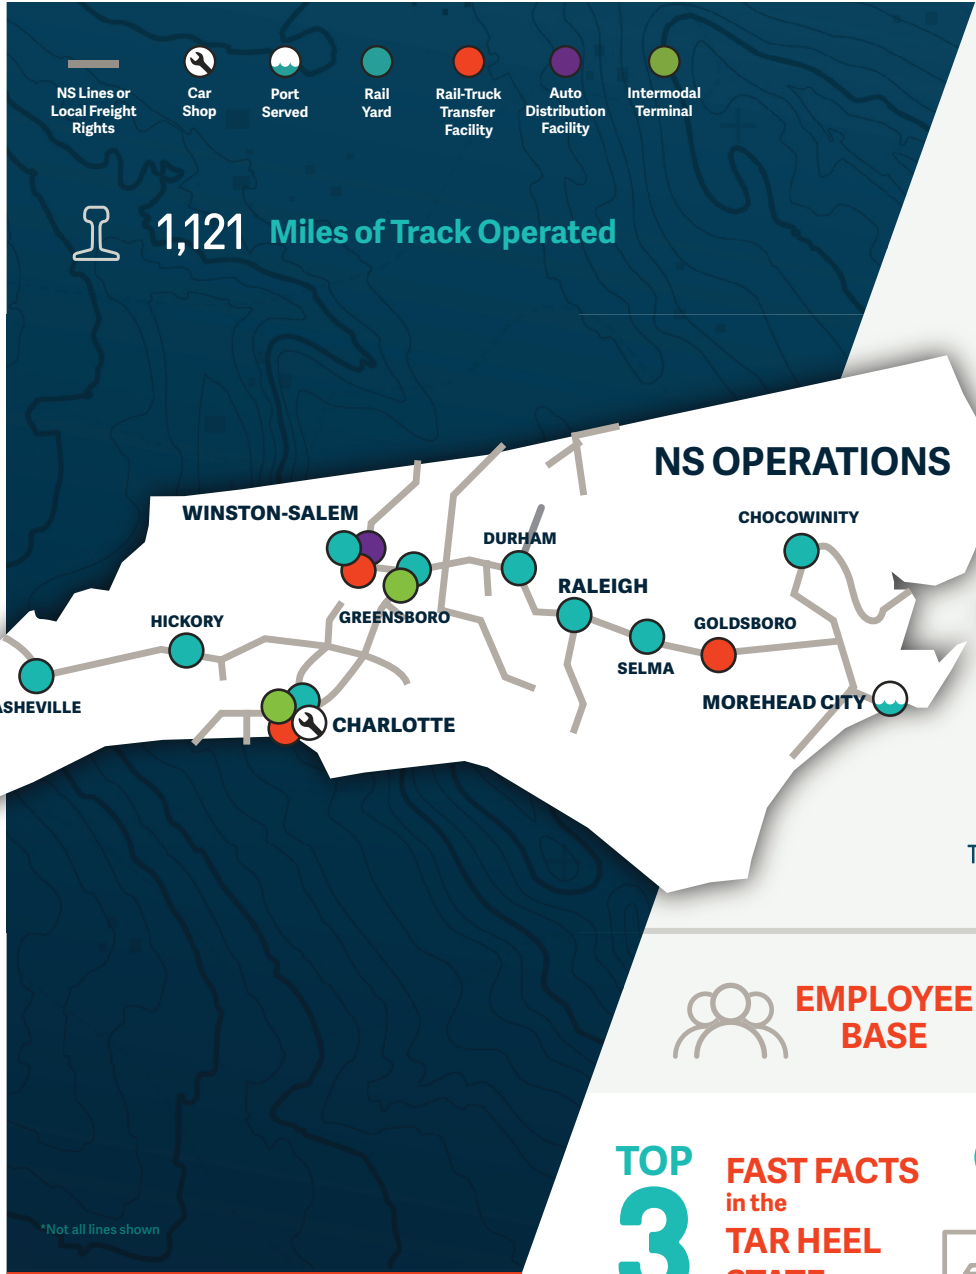 NS Lines or
Local Freight
Rights
Car
Shop
Port
Served
Rail
Yard
Rail-Truck
Transfer
Facility
Auto
Distribution
Facility
Intermodal
Terminal
1,121 Miles of Track Operated
NS OPERATIONS
WINSTON-SALEM
CHOCOWINITY
DURHAM
RALEIGH
GREENSBORO
HICKORY
GOLDSBORO
SELMA
MOREHEAD CITY
ASHEVILLE
CHARLOTTE
T
EMPLOYEE
BASE
TOP
3
FAST FACTS
in the
TAR HEEL
STATE
*Not all lines shown